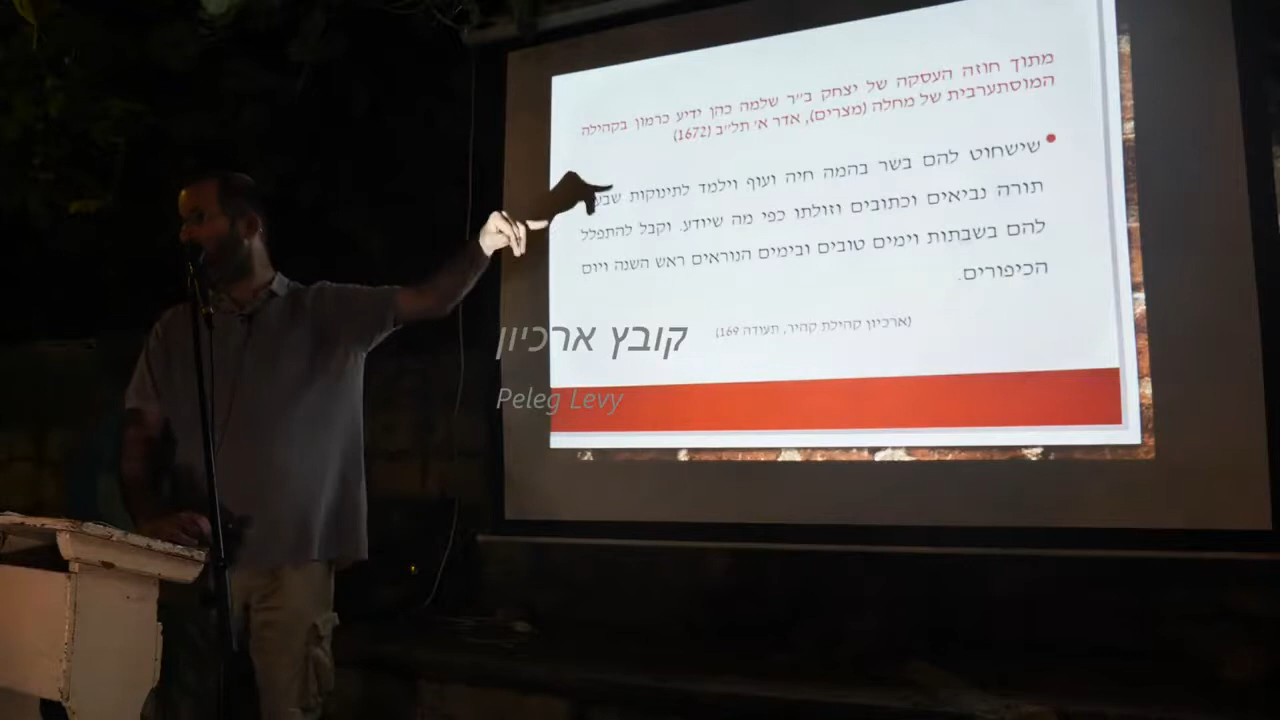 מתוך חוזה העסקה של יצחק ב״ר שלמה כהן ידיע כרמון בקהילה
המוסתערבית של מחלה (מצרים), אדר א׳ תל״ב (1672)
שישחוט להם בשר בהמה חיה ועוף וילמד לתינוקות
תורה נביאים וכתובים וזולתו כפי מה שיודע. וקבל להתפלל
להם בשבתות וימים טובים ובימים הנוראים ראש השנה ויום
הכיפורים.
(ארכיון קהילת קהיר, תעודה 169)
קובץ ארכיון
Peleg Levy